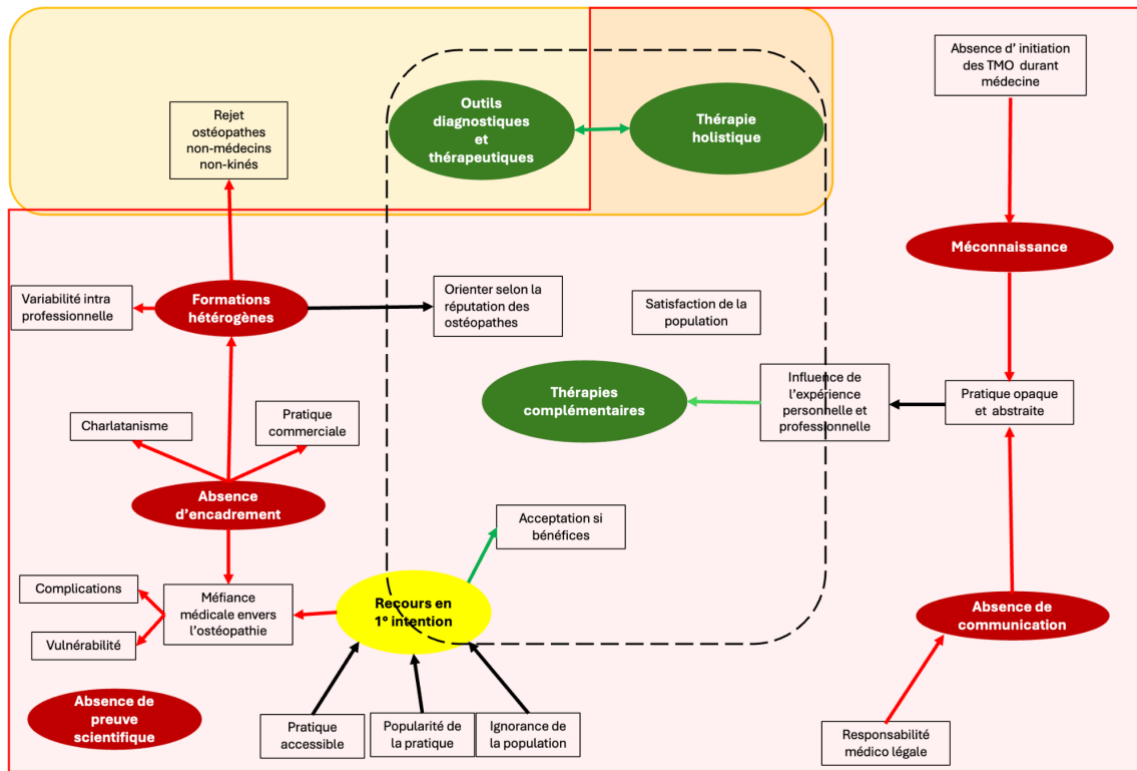 Absence d' initiation
des TMO durant
médecine
Outils
diagnostiques
et
thérapeutiques
Thérapie
holistique
Rejet
ostéopathes
non-médecins
non-kinés
Méconnaissance
Variabilité intra
professionnelle
Formations
hétérogènes
Orienter selon la
réputation des
ostéopathes
Satisfaction de la
population
Thérapies
complémentaires
Influence de
l'expérience
personnelle et
professionnelle
Pratique opaque
et abstraite
Charlatanisme
Pratique
commerciale
Absence
d'encadrement
Acceptation si
bénéfices
Complications
Vulnérabilité
Méfiance
médicale envers
l'ostéopathie
Recours en
1° intention
Absence de
communication
Absence de
preuve
scientifique
Pratique
accessible
Popularité de
la pratique
Ignorance de
la population
Responsabilité
médico légale